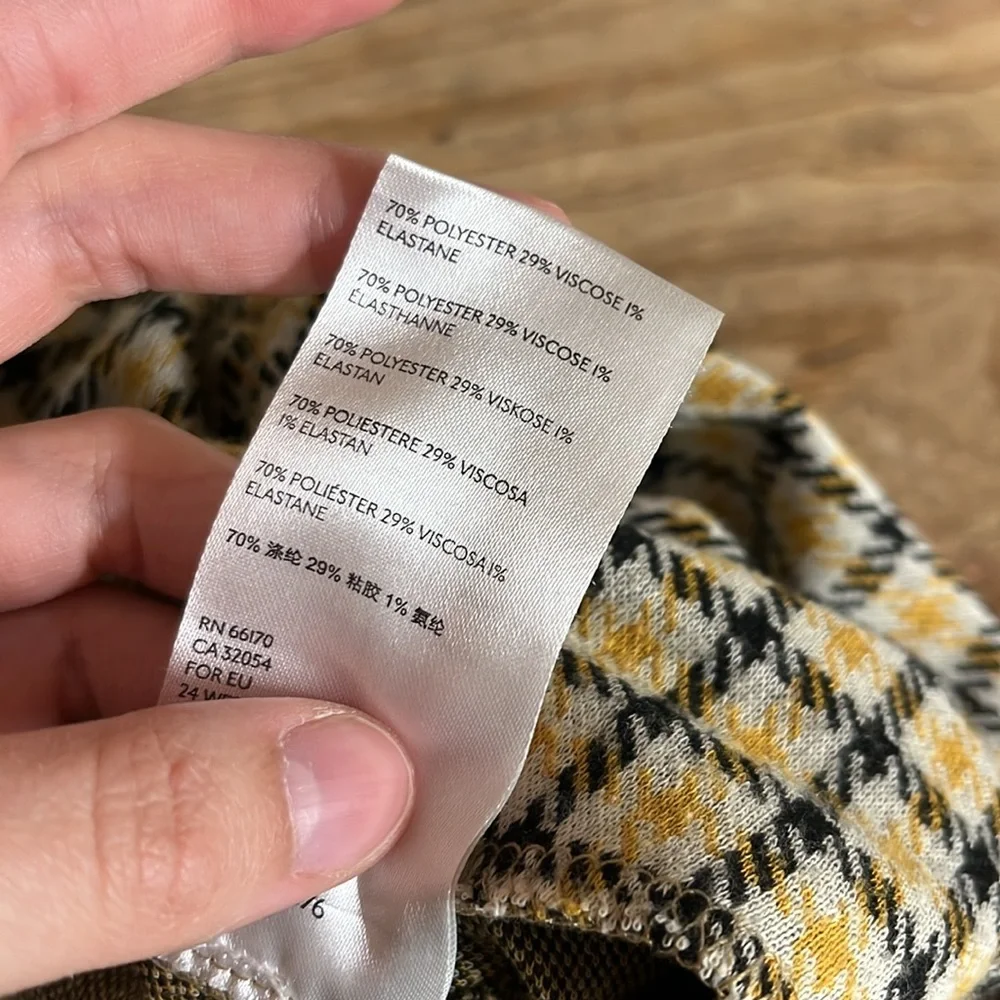 70% POLYESTER 29% VISCOSE 1%
ELASTANE
70% POLYESTER 29% VISCOSE 1%
ÉLASTHANNE
70% POLYESTER 29% VISKOSE 1%
ELASTAN
70% POLIESTERE 29% VISCOSA
1% ELASTAN
70% POLIÉSTER 29% VISCOSA 1%
ELASTANE
70% 涤纶 29% 粘胶 1% 氨纶
RN 66170
CA 32054
FOR EU
24